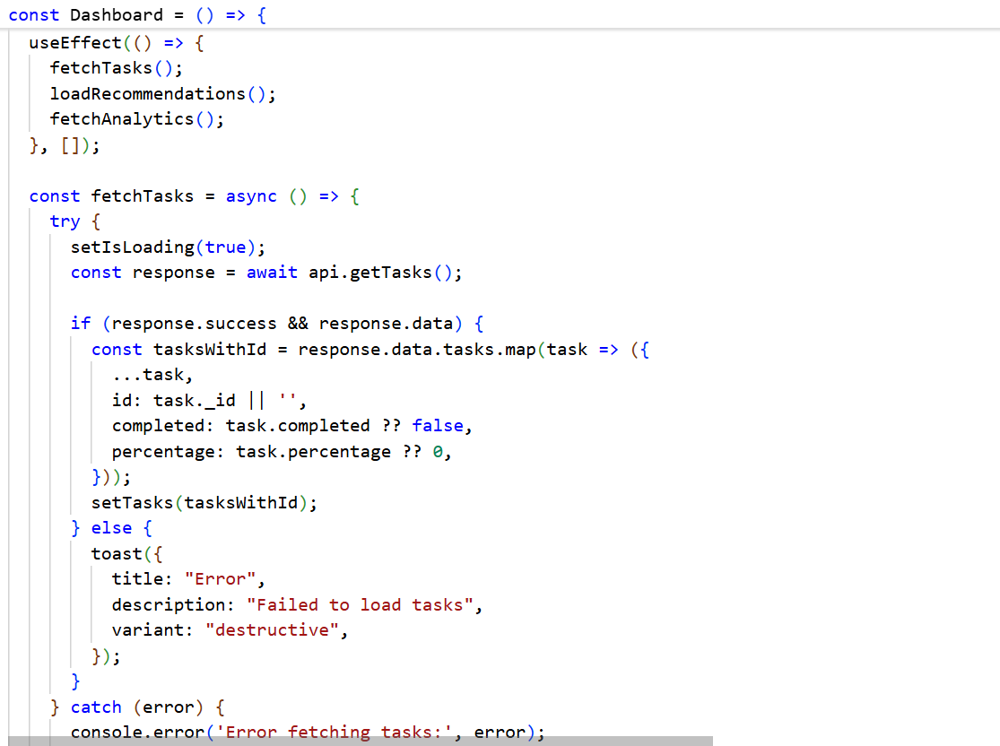 const Dashboard = () => {
useEffect(() => {
fetchTasks();
loadRecommendations();
fetchAnalytics();
}, []);
const fetchTasks = async () => {
try {
setIsLoading(true);
const response = await api.getTasks();
if (response.success && response.data) {
const tasksWithId = response.data.tasks.map(task => ({
...task,
id: task._id || '',
completed: task.completed ?? false,
percentage: task.percentage ?? 0,
}));
setTasks(tasksWithId);
} else {
toast({
title: "Error",
description: "Failed to load tasks",
variant: "destructive",
});
}
} catch (error) {
console.error('Error fetching tasks:', error);